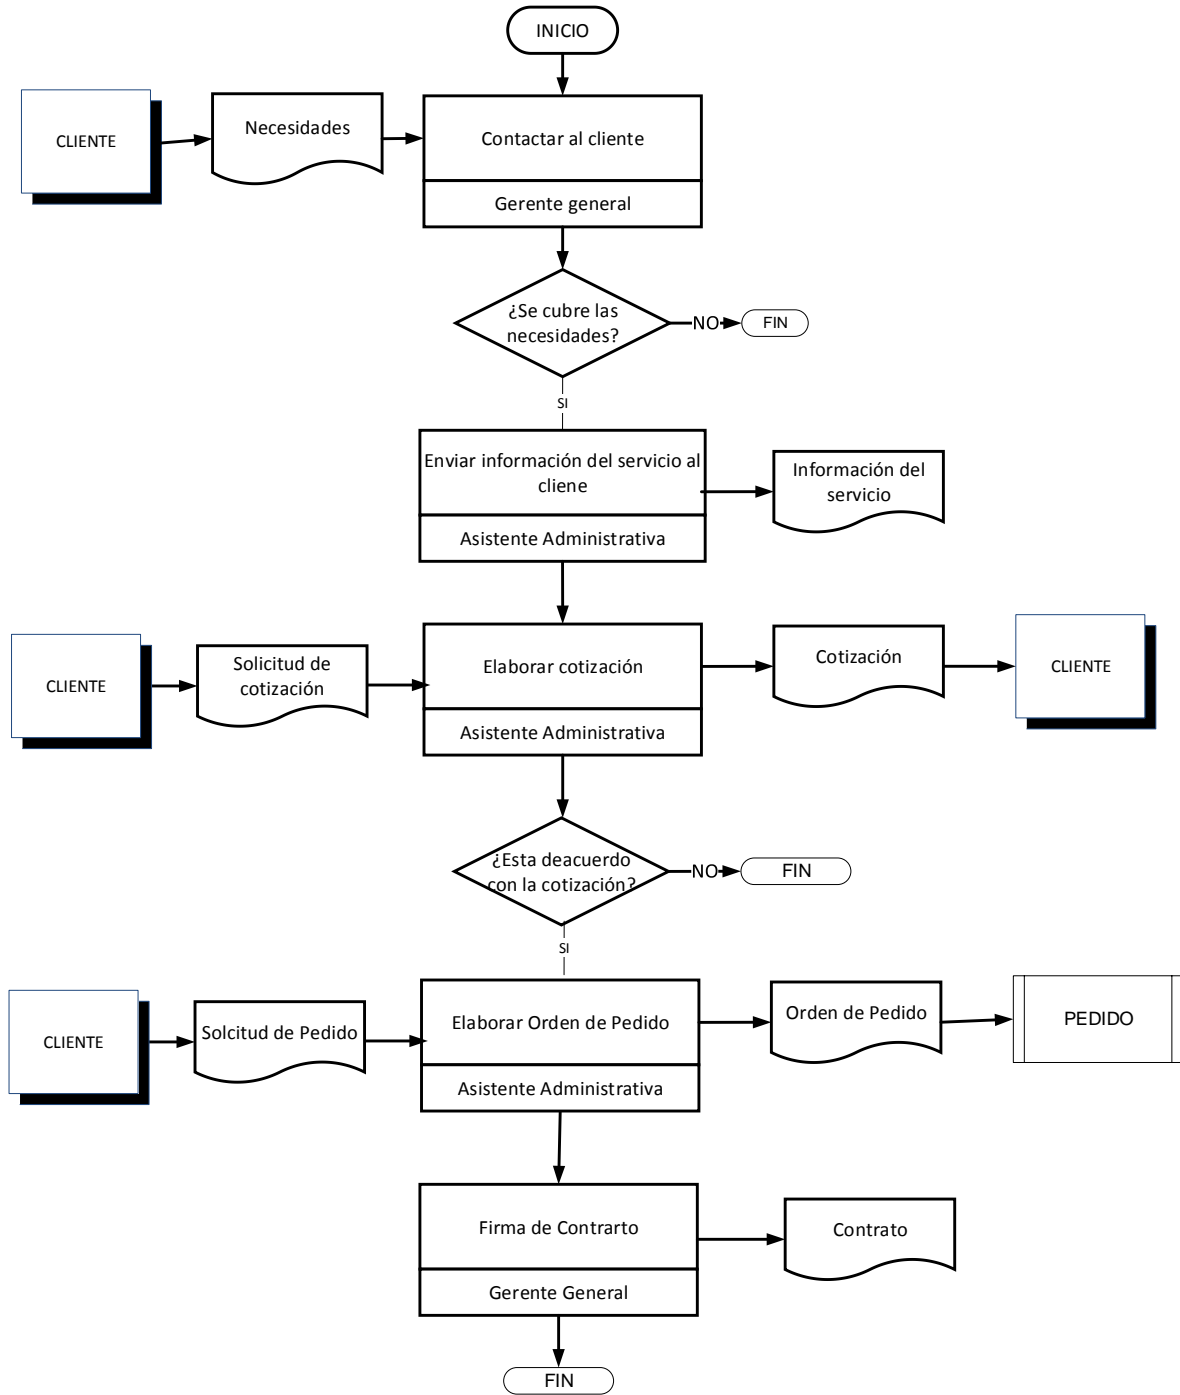 INICIO
CLIENTE
Necesidades
Contactar al cliente
Gerente general
¿Se cubre las
necesidades?
NO
FIN
SI
Enviar información del servicio al
cliene
Asistente Administrativa
Información del
servicio
CLIENTE
Solicitud de
cotización
Elaborar cotización
Asistente Administrativa
Cotización
CLIENTE
¿Esta deacuerdo
con la cotización?
NO
FIN
SI
CLIENTE
Solcitud de Pedido
Elaborar Orden de Pedido
Asistente Administrativa
Orden de Pedido
PEDIDO
Firma de Contrarto
Gerente General
Contrato
FIN